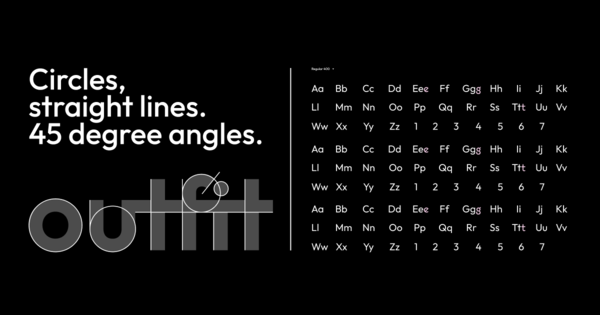 Circles,
straight lines.
45 degree angles.
outfit
Regular 400
Aa Bb Cc Dd Eee Ff Ggg Hh Ii Jj Kk
Ll Mm Nn Oo Pp Qq Rr Ss Ttt Uu Vv
Ww Xx Yy Zz 1 2 3 4 5 6 7
Aa Bb Cc Dd Eee Ff Ggg Hh Ii Jj Kk
Ll Mm Nn Oo Pp Qq Rr Ss Ttt Uu Vv
Ww Xx Yy Zz 1 2 3 4 5 6 7
Aa Bb Cc Dd Eee Ff Ggg Hh Ii Jj Kk
Ll Mm Nn Oo Pp Qq Rr Ss Ttt Uu Vv
Ww Xx Yy Zz 1 2 3 4 5 6 7